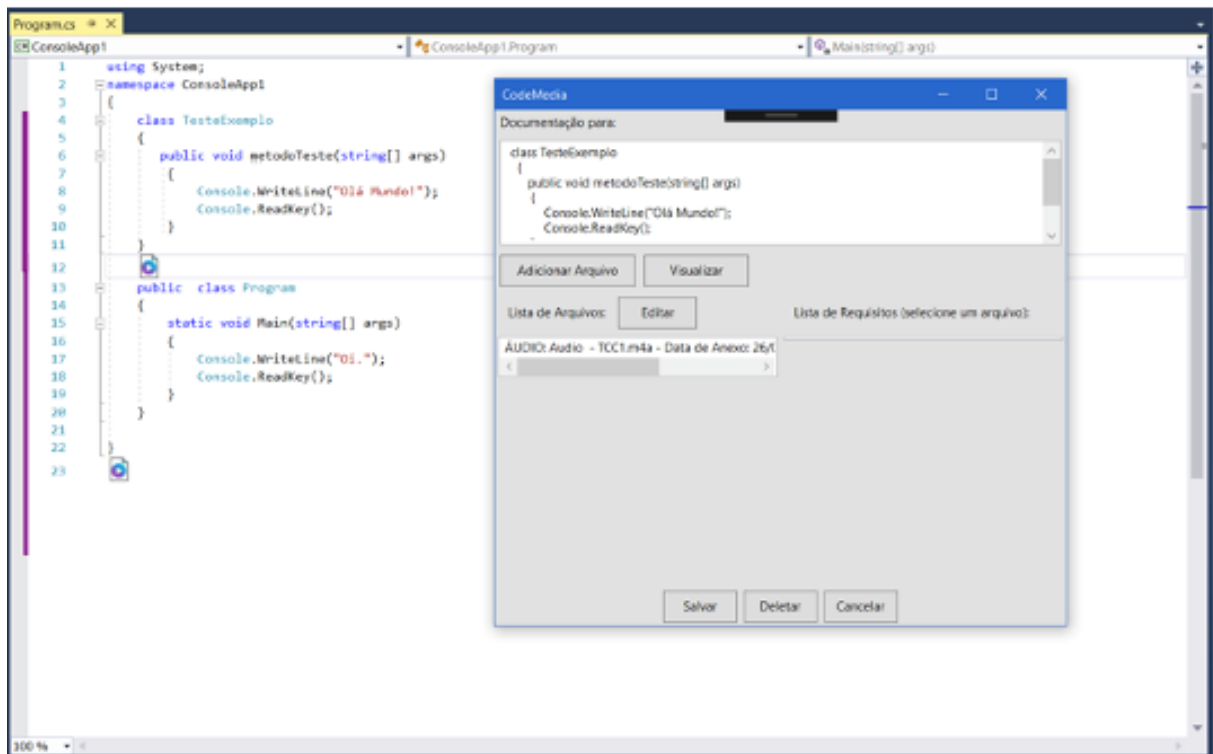 Program.cs
ConsoleApp1
ConsoleApp1.Program
Main(string[] args)
1 using System;
2 namespace ConsoleApp1
3 {
4 class TesteExemplo
5 {
6 public void metodoTeste(string[] args)
7 {
8 Console.WriteLine("Olá Mundo!");
9 Console.ReadKey();
10 }
11 }
12
13 public class Program
14 {
15 static void Main(string[] args)
16 {
17 Console.WriteLine("Oi.");
18 Console.ReadKey();
19 }
20 }
21
22 }
23
100 %
CodeMedia
Documentação para:
class TesteExemplo
{
public void metodoTeste(string[] args)
{
Console.WriteLine("Olá Mundo!");
Console.ReadKey();
Adicionar Arquivo
Visualizar
Lista de Arquivos:
Editar
Lista de Requisitos (selecione um arquivo):
ÁUDIO: Audio - TCC1.m4a - Data de Anexo: 26/
Salvar
Deletar
Cancelar